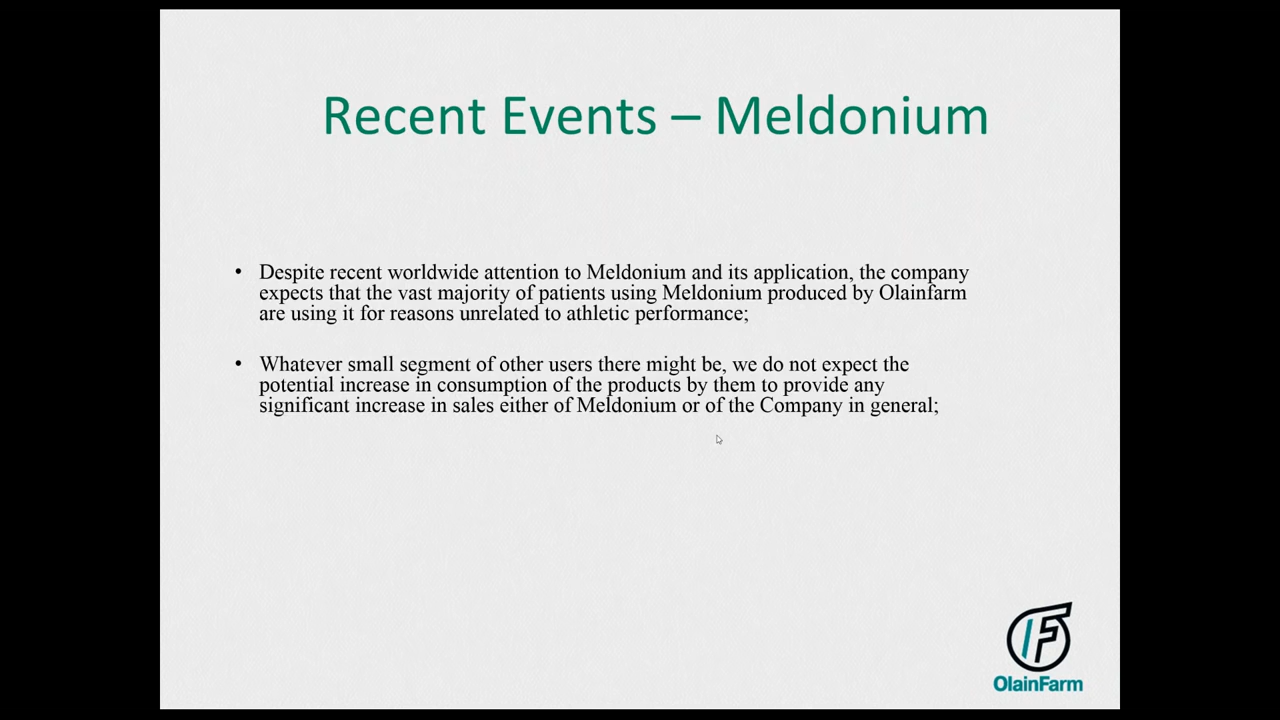 Recent Events – Meldonium
• Despite recent worldwide attention to Meldonium and its application, the company
expects that the vast majority of patients using Meldonium produced by Olainfarm
are using it for reasons unrelated to athletic performance;
• Whatever small segment of other users there might be, we do not expect the
potential increase in consumption of the products by them to provide any
significant increase in sales either of Meldonium or of the Company in general;
OlainFarm